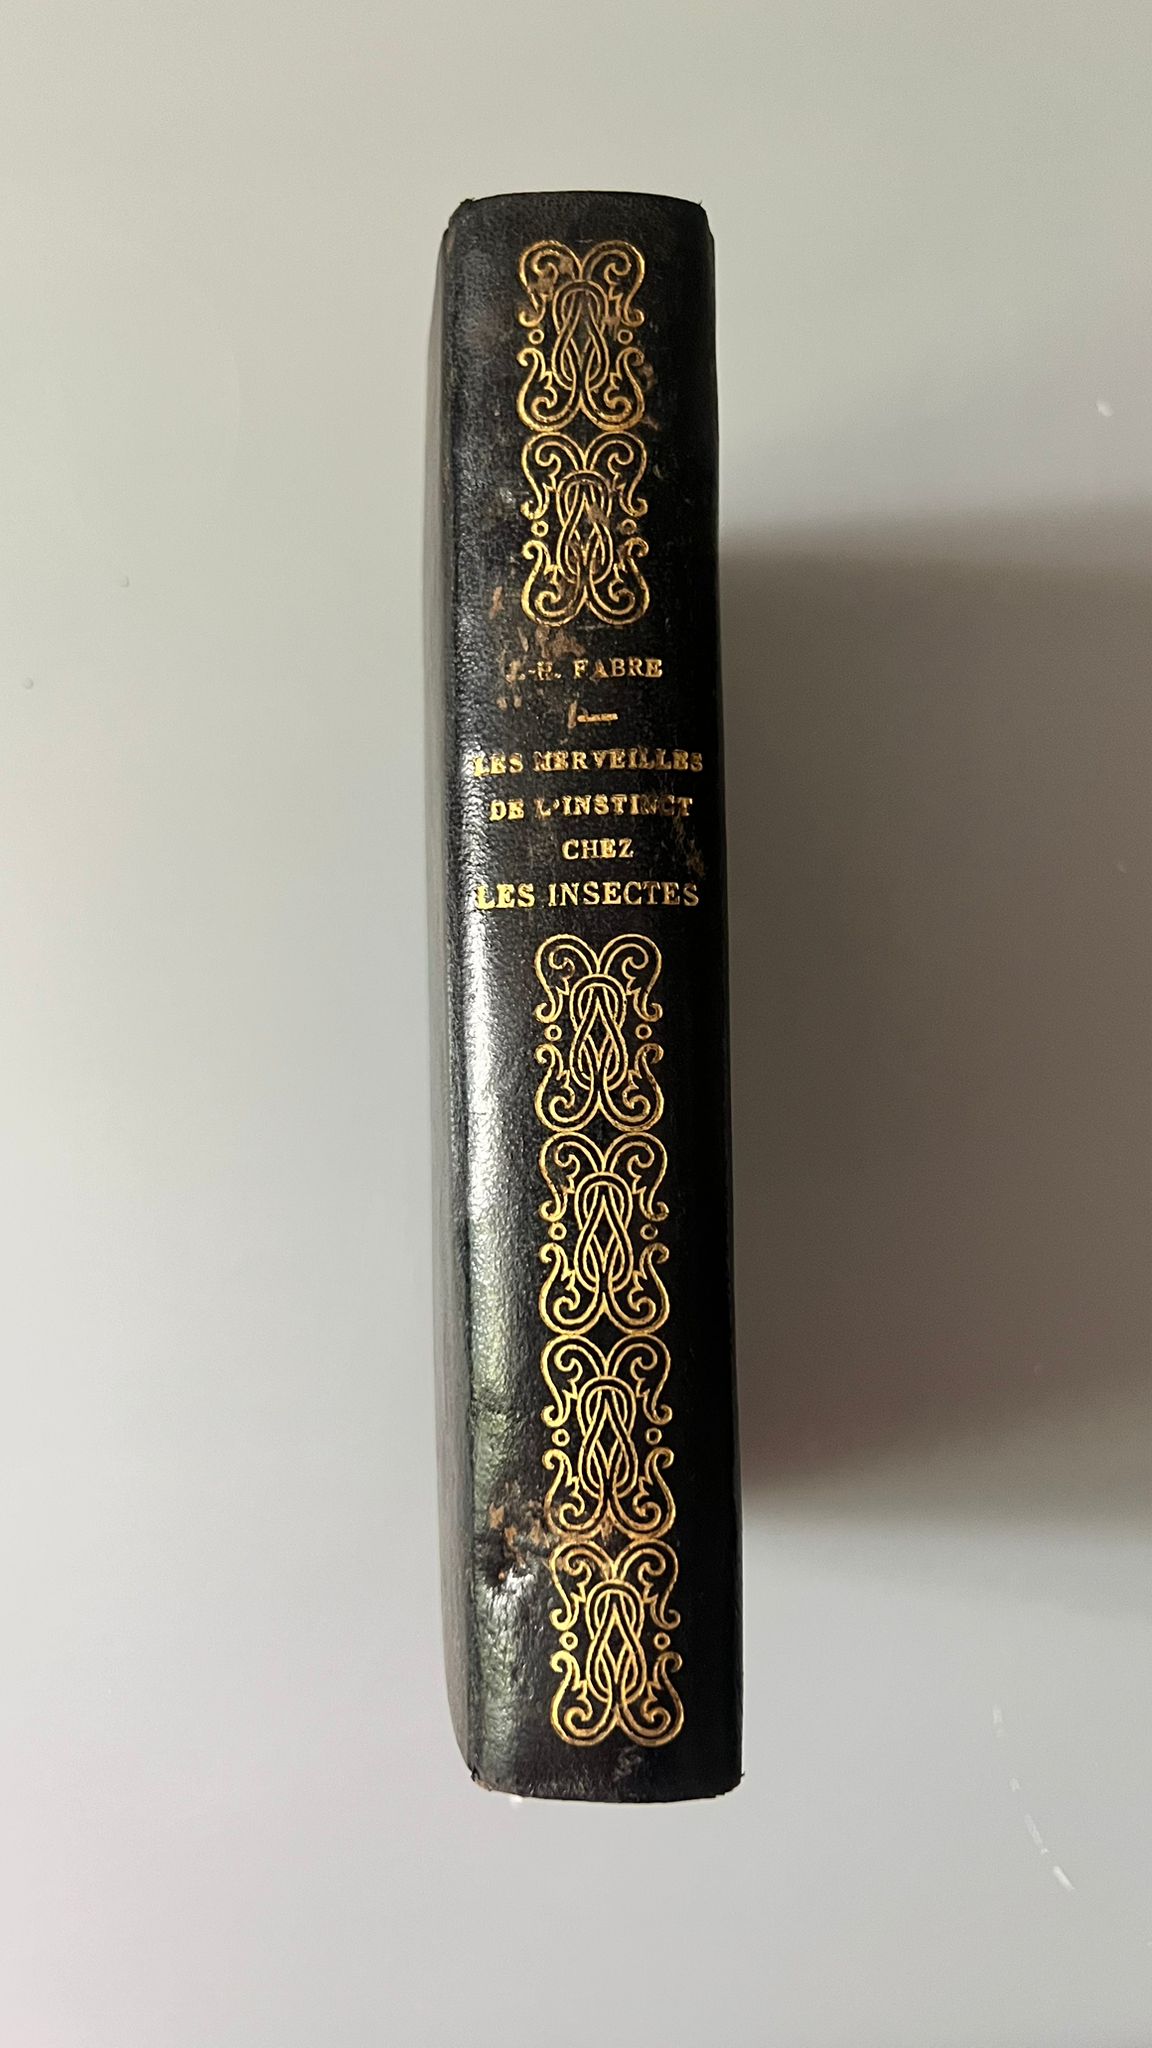 J.-H. FABRE
LES MERVEILLES
DE L'INSTINCT
CHEZ
LES INSECTES